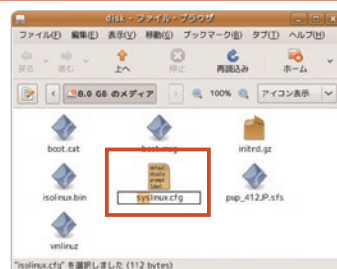 disk - ファイル・ブラウザ
ファイル(F) 編集(E) 表示(V) 移動(G) ブックマーク(B) タブ(T) ヘルプ(H)
戻る 進む 上へ 停止 再読込み ホーム
8.0 GB のメディア 100% アイコン表示
boot.cat boot.msg initrd.gz
isolinux.bin syslinux.cfg pup_412JP.sfs
vmlinuz
"isolinux.cfg" を選択しました (112 bytes)